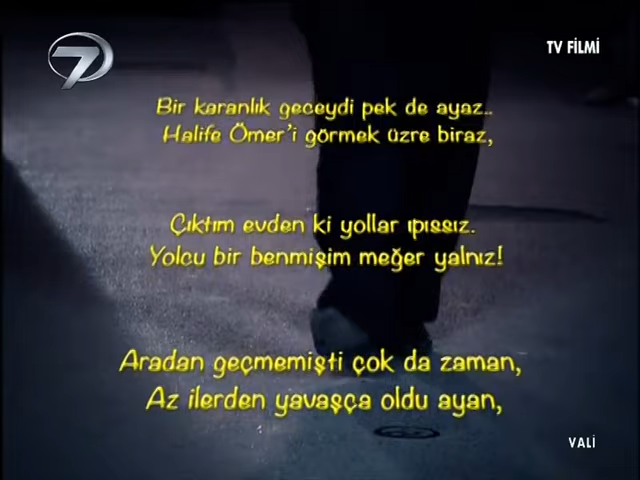 7
TV FİLMİ
Bir karanlık geceydi pek de ayaz..
Halife Ömer'i görmek üzre biraz,
Çıktım evden ki yollar ıpıssız.
Yolcu bir benmişim meğer yalnız!
Aradan geçmemişti çok da zaman,
Az ilerden yavaşça oldu ayan,
VALİ